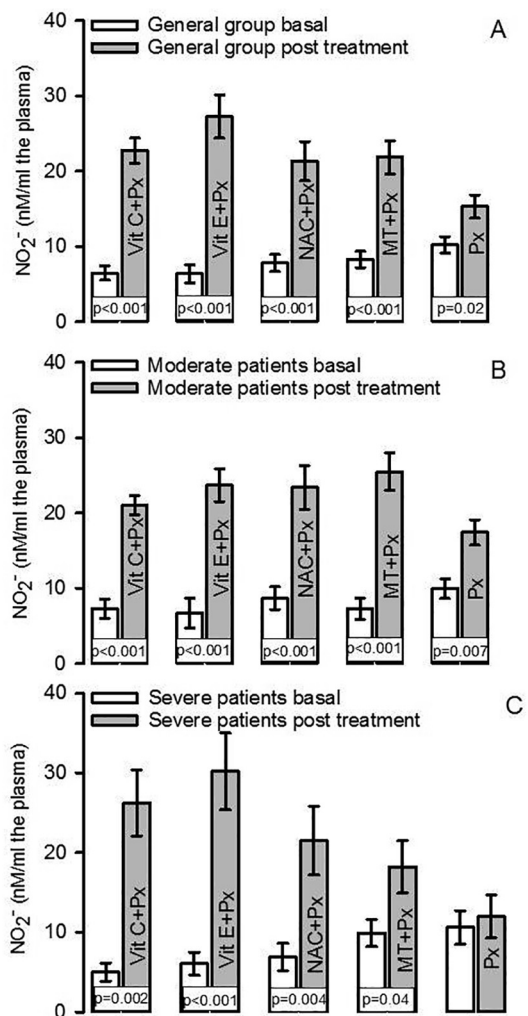 A
General group basal
General group post treatment
NO2⁻ (nM/ml the plasma)
40
30
20
10
0
Vit C+Px
Vit E+Px
NAC+Px
MT+Px
Px
p<0.001
p<0.001
p<0.001
p<0.001
p=0.02
B
Moderate patients basal
Moderate patients post treatment
NO2⁻ (nM/ml the plasma)
40
30
20
10
0
Vit C+Px
Vit E+Px
NAC+Px
MT+Px
Px
p<0.001
p<0.001
p<0.001
p<0.001
p=0.007
C
Severe patients basal
Severe patients post treatment
NO2⁻ (nM/ml the plasma)
40
30
20
10
0
Vit C+Px
Vit E+Px
NAC+Px
MT+Px
Px
p=0.002
p<0.001
p=0.004
p=0.04